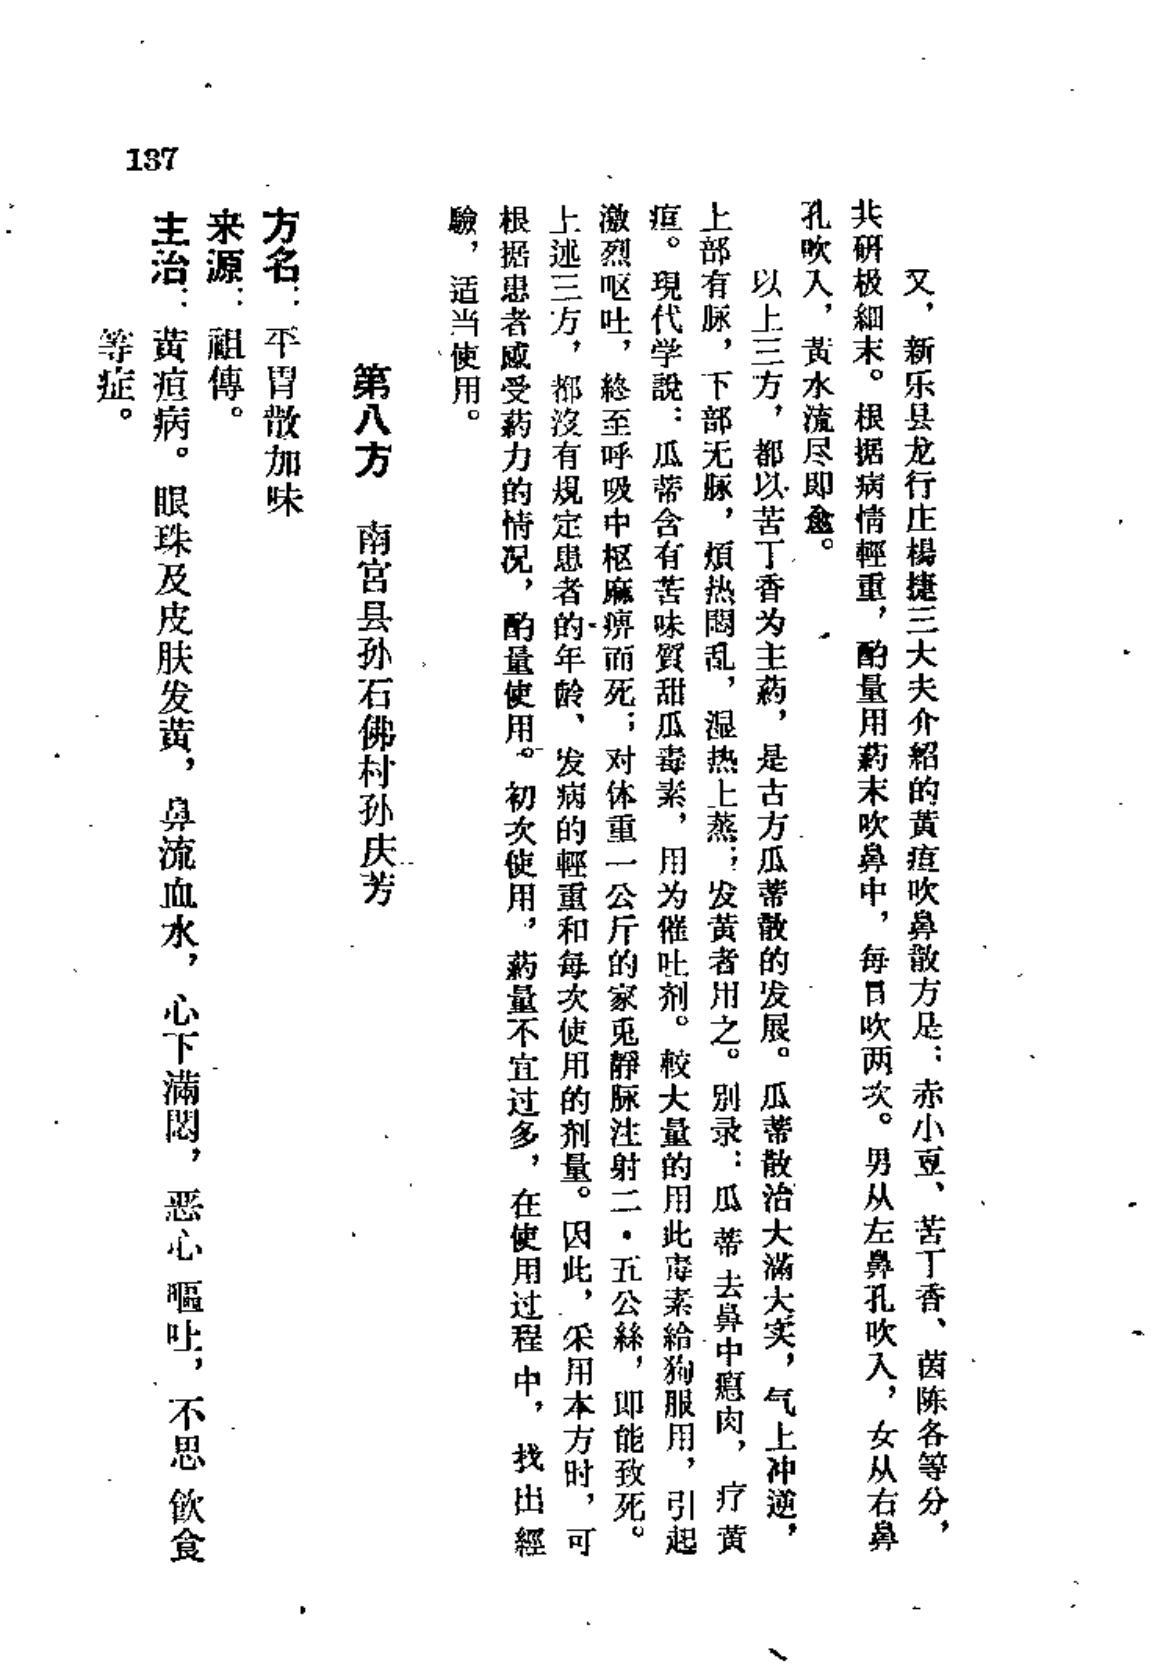 又，新乐县龙行庄楊捷三大夫介紹的黃疸吹鼻散方是：赤小豆、苦丁香、茵陈各等分，
共研极細末。根据病情輕重，酌量用葯末吹鼻中，每日吹两次。男从左鼻孔吹入，女从右鼻
孔吹入，黃水流尽即愈。
以上三方，都以苦丁香为主葯，是古方瓜蒂散的发展。瓜蒂散治大滿大实，气上冲逆，
上部有脉，下部无脉，煩热悶乱，湿热上蒸；发黃者用之。別录：瓜蒂去鼻中瘜肉，疗黃
疸。現代学說：瓜蒂含有苦味質甜瓜毒素，用为催吐剂。較大量的用此毒素給狗服用，引起
激烈呕吐，終至呼吸中枢麻痹而死；对体重一公斤的家兎靜脉注射二·五公絲，即能致死。
上述三方，都沒有規定患者的年龄、发病的輕重和每次使用的剂量。因此，采用本方时，可
根据患者感受葯力的情况，酌量使用。初次使用，葯量不宜过多，在使用过程中，找出經
驗，适当使用。
第八方　南宮县孙石佛村孙庆芳
方名：平胃散加味
来源：祖傳。
主治：黃疸病。眼珠及皮肤发黃，鼻流血水，心下滿悶，恶心嘔吐，不思飲食
等症。
137